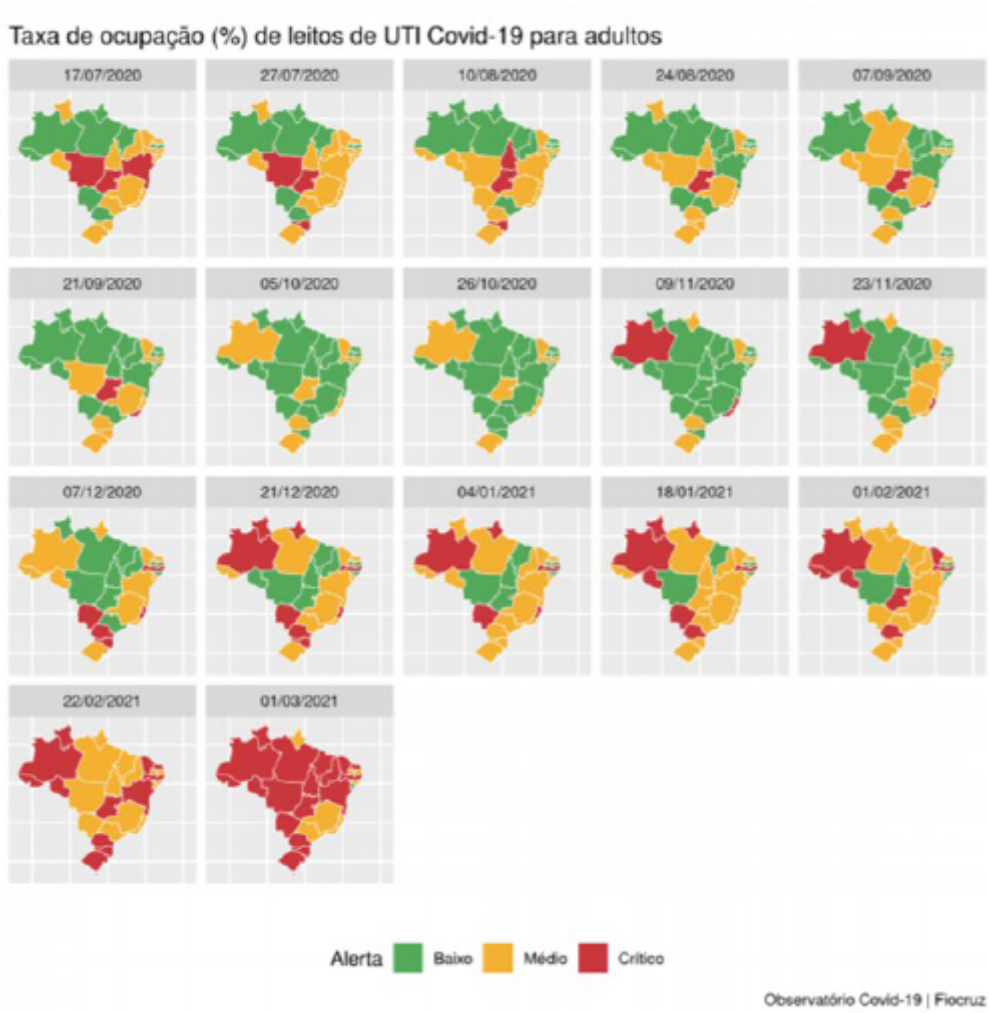 Taxa de ocupação (%) de leitos de UTI Covid-19 para adultos
17/07/2020 27/07/2020 10/08/2020 24/08/2020 07/09/2020
21/09/2020 05/10/2020 26/10/2020 09/11/2020 23/11/2020
07/12/2020 21/12/2020 04/01/2021 18/01/2021 01/02/2021
22/02/2021 01/03/2021
Alerta Baixo Médio Crítico
Observatório Covid-19 | Fiocruz